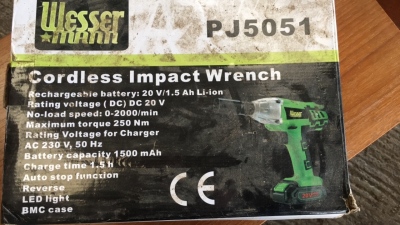 Wesser
mann
PJ5051
Cordless Impact Wrench
Rechargeable battery: 20 V/1.5 Ah Li-ion
Rating voltage ( DC) DC 20 V
No-load speed: 0-2000/min
Maximum torque 250 Nm
Rating Voltage for Charger
AC 230 V, 50 Hz
Battery capacity 1500 mAh
Charge time 1.5 h
Auto stop function
Reverse
LED light
BMC case
CE